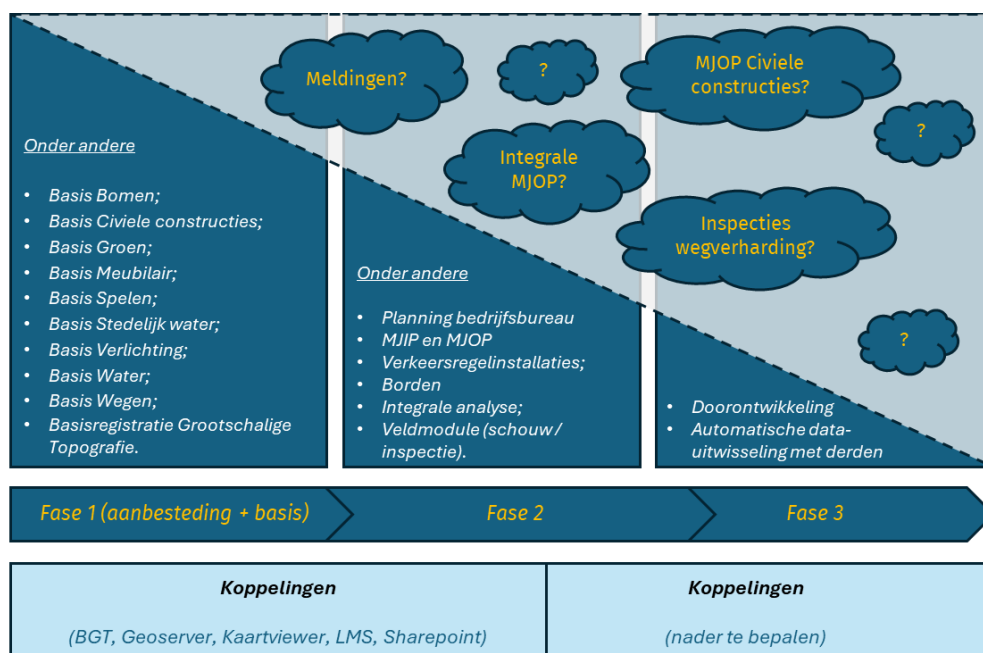 Meldingen?
?
MJOP Civiele
constructies?
?
Integrale
MJOP?
Inspecties
wegverharding?
?
Onder andere
• Basis Bomen;
• Basis Civiele constructies;
• Basis Groen;
• Basis Meubilair;
• Basis Spelen;
• Basis Stedelijk water;
• Basis Verlichting;
• Basis Water;
• Basis Wegen;
• Basisregistratie Grootschalige
Topografie.
Onder andere
• Planning bedrijfsbureau
• MJIP en MJOP
• Verkeersregelinstallaties;
• Borden
• Integrale analyse;
• Veldmodule (schouw /
inspectie).
• Doorontwikkeling
• Automatische data-
uitwisseling met derden
Fase 1 (aanbesteding + basis)
Fase 2
Fase 3
Koppelingen
(BGT, Geoserver, Kaartviewer, LMS, Sharepoint)
Koppelingen
(nader te bepalen)